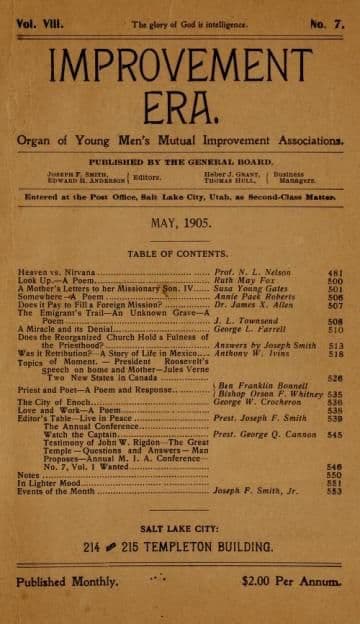 Vol. VIII. The glory of God is intelligence. No. 7.
IMPROVEMENT
ERA.
Organ of Young Men's Mutual Improvement Associations.
PUBLISHED BY THE GENERAL BOARD.
JOSEPH F. SMITH, EDWARD H. ANDERSON } Editors. HEBER J. GRANT, THOMAS HULL, } Business Managers.
Entered at the Post Office, Salt Lake City, Utah, as Second-Class Matter.
MAY, 1905.
TABLE OF CONTENTS.
Heaven vs. Nirvana ........ Prof. N. L. Nelson 481
Look Up.—A Poem ........ Ruth May Fox 500
A Mother's Letters to her Missionary Son. IV ........ Susa Young Gates 501
Somewhere—A Poem ........ Annie Pack Roberts 506
Does it Pay to Fill a Foreign Mission? ........ Dr. James X. Allen 507
The Emigrant's Trail—An Unknown Grave—A
Poem ........ J. L. Townsend 508
A Miracle and its Denial ........ George L. Farrell 510
Does the Reorganized Church Hold a Fulness of
the Priesthood? ........ Answers by Joseph Smith 513
Was it Retribution?—A Story of Life in Mexico .... Anthony W. Ivins 518
Topics of Moment. — President Roosevelt's
speech on home and Mother—Jules Verne
Two New States in Canada ........ 526
Priest and Poet—A Poem and Response ........ { Ben Franklin Bonnell
Bishop Orson F. Whitney 535
The City of Enoch ........ George W. Crocheron 536
Love and Work—A Poem ........ 538
Editor's Table—Live in Peace ........ Prest. Joseph F. Smith 539
The Annual Conference ........
Watch the Captain ........ Prest. George Q. Cannon 545
Testimony of John W. Rigdon—The Great
Temple—Questions and Answers—Man
Proposes—Annual M. I. A. Conference—
No. 7, Vol. 1 Wanted ........ 546
Notes ........ 550
In Lighter Mood ........ 551
Events of the Month ........ Joseph F. Smith, Jr. 553
SALT LAKE CITY:
214 215 TEMPLETON BUILDING.
Published Monthly. $2.00 Per Annum.